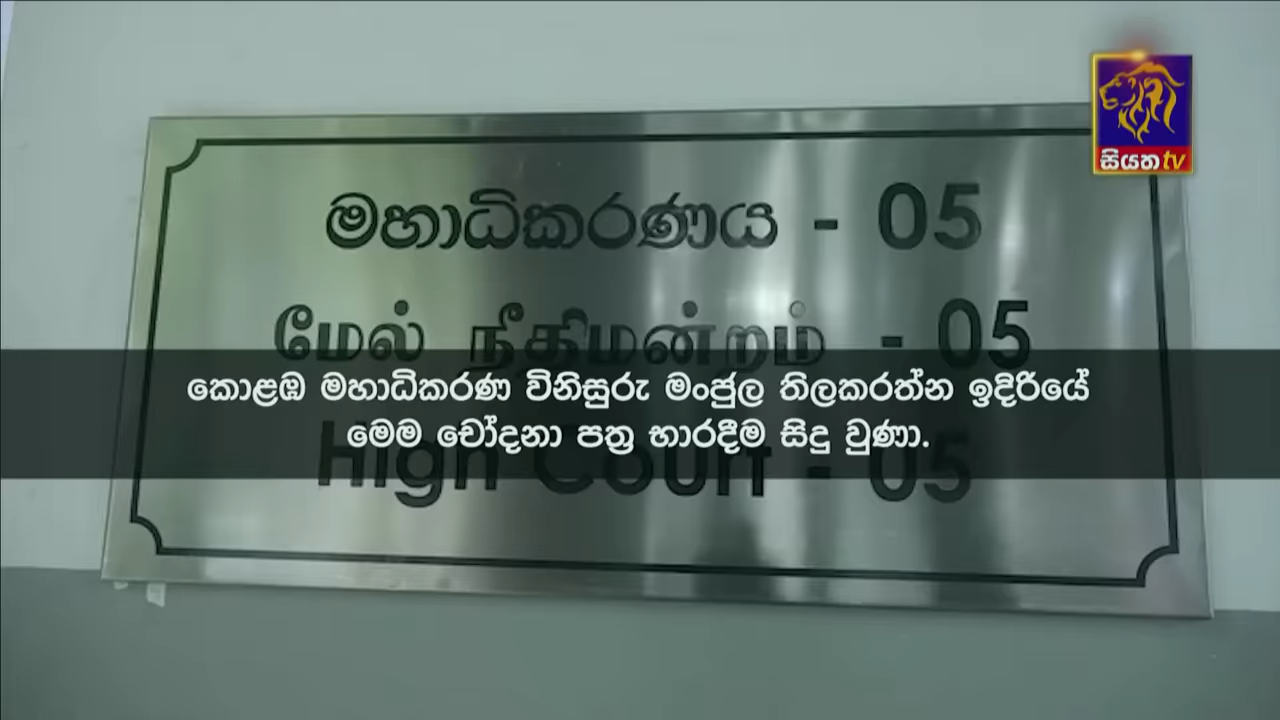 සියත tv
මහාධිකරණය - 05
மேல் நீதிமன்றம் - 05
කොළඹ මහාධිකරණ විනිසුරු මංජුල තිලකරත්න ඉදිරියේ
මෙම චෝදනා පත්‍ර භාරදීම සිදු වුණා.
High Court - 05